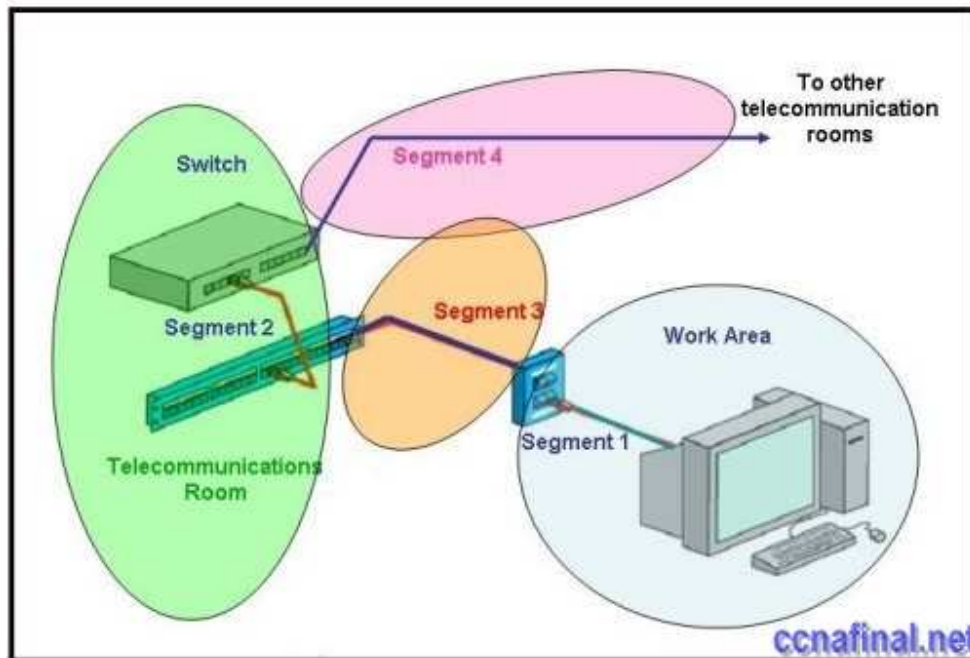 To other
telecommunication
rooms
Segment 4
Switch
Segment 3
Segment 2
Work Area
Segment 1
Telecommunications
Room
ccnafinal.net